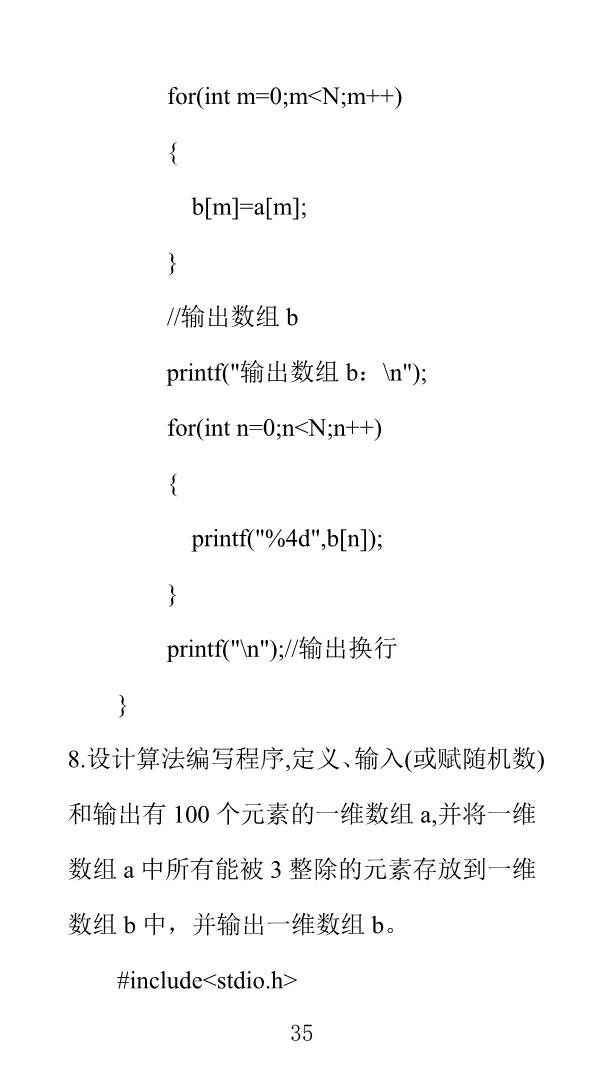 for(int m=0;m<N;m++)
{
b[m]=a[m];
}
//输出数组 b
printf("输出数组 b：\n");
for(int n=0;n<N;n++)
{
printf("%4d",b[n]);
}
printf("\n");//输出换行
}
8.设计算法编写程序,定义、输入(或赋随机数)
和输出有 100 个元素的一维数组 a,并将一维
数组 a 中所有能被 3 整除的元素存放到一维
数组 b 中，并输出一维数组 b。
#include<stdio.h>
35